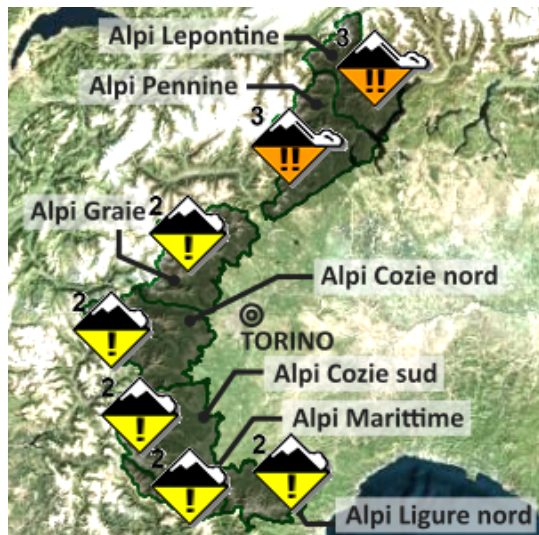 Alpi Lepontine
3
!!
Alpi Pennine
3
!!
Alpi Graie
2
!
Alpi Cozie nord
2
!
TORINO
Alpi Cozie sud
2
!
Alpi Marittime
2
!
2
!
Alpi Ligure nord